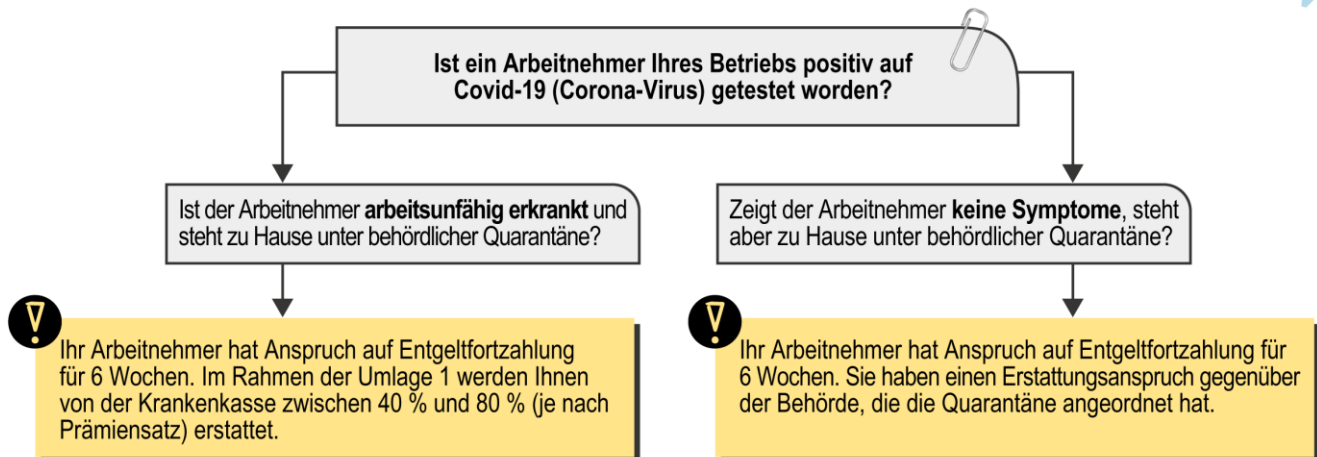 Ist ein Arbeitnehmer Ihres Betriebs positiv auf
Covid-19 (Corona-Virus) getestet worden?
Ist der Arbeitnehmer arbeitsunfähig erkrankt und
steht zu Hause unter behördlicher Quarantäne?
Zeigt der Arbeitnehmer keine Symptome, steht
aber zu Hause unter behördlicher Quarantäne?
Ihr Arbeitnehmer hat Anspruch auf Entgeltfortzahlung
für 6 Wochen. Im Rahmen der Umlage 1 werden Ihnen
von der Krankenkasse zwischen 40 % und 80 % (je nach
Prämiensatz) erstattet.
Ihr Arbeitnehmer hat Anspruch auf Entgeltfortzahlung für
6 Wochen. Sie haben einen Erstattungsanspruch gegenüber
der Behörde, die die Quarantäne angeordnet hat.